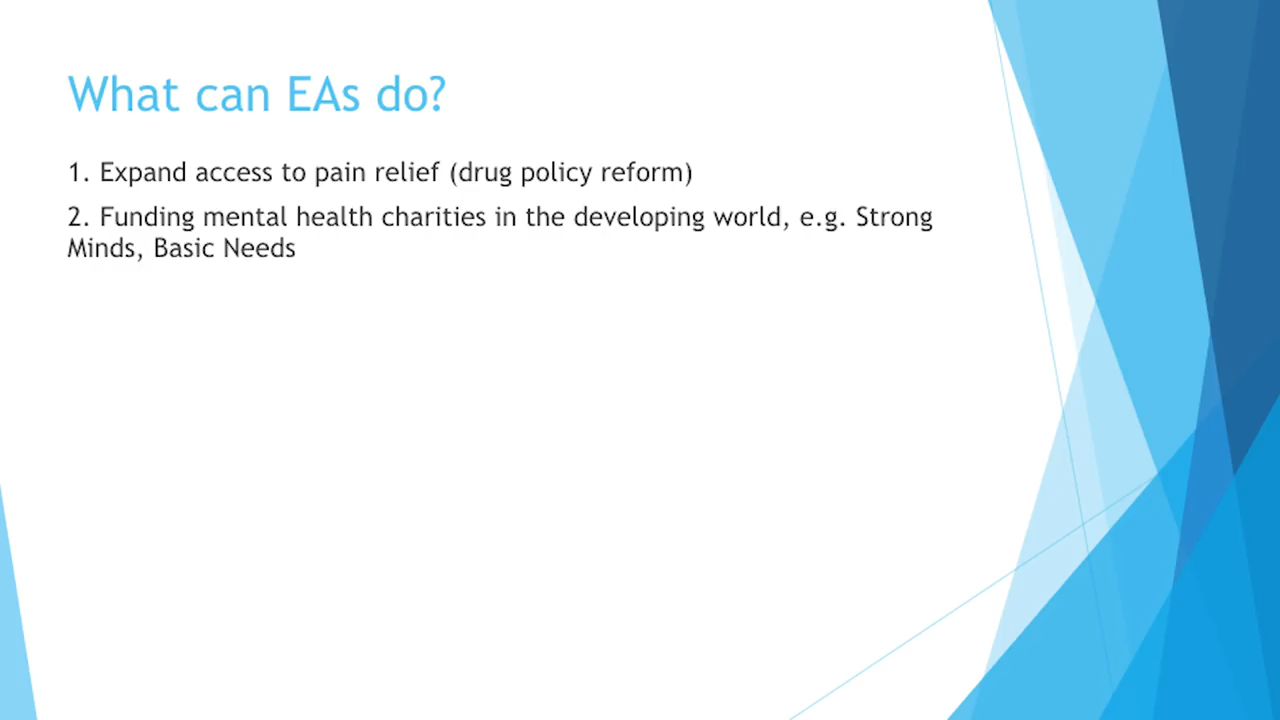 What can EAs do?
1. Expand access to pain relief (drug policy reform)
2. Funding mental health charities in the developing world, e.g. Strong
Minds, Basic Needs